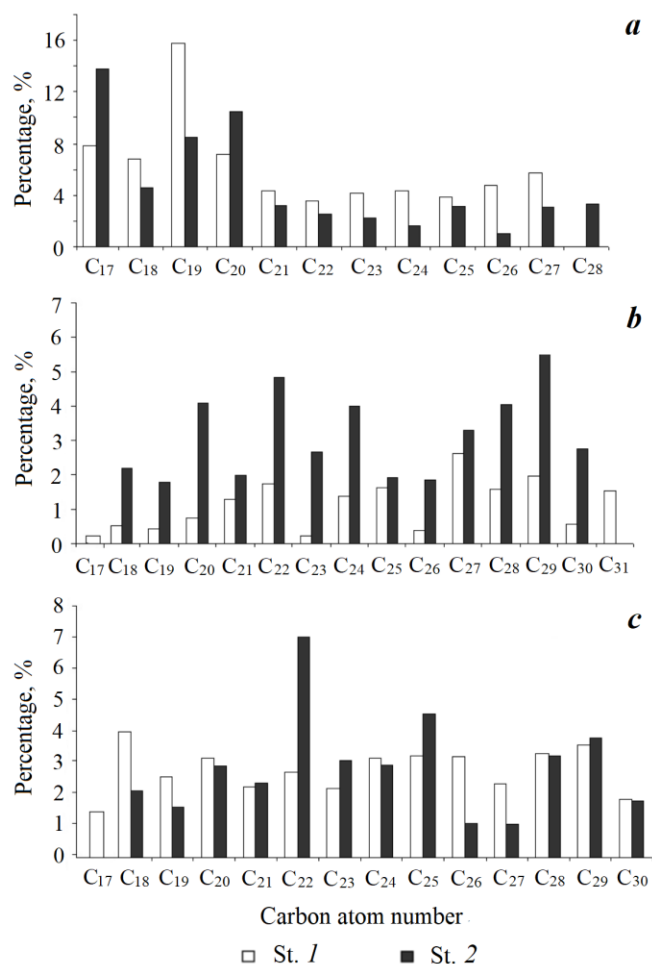 a
Percentage, %
16
12
8
4
0
C17 C18 C19 C20 C21 C22 C23 C24 C25 C26 C27 C28
b
Percentage, %
7
6
5
4
3
2
1
0
C17 C18 C19 C20 C21 C22 C23 C24 C25 C26 C27 C28 C29 C30 C31
c
Percentage, %
8
7
6
5
4
3
2
1
0
C17 C18 C19 C20 C21 C22 C23 C24 C25 C26 C27 C28 C29 C30
Carbon atom number
St. 1 St. 2